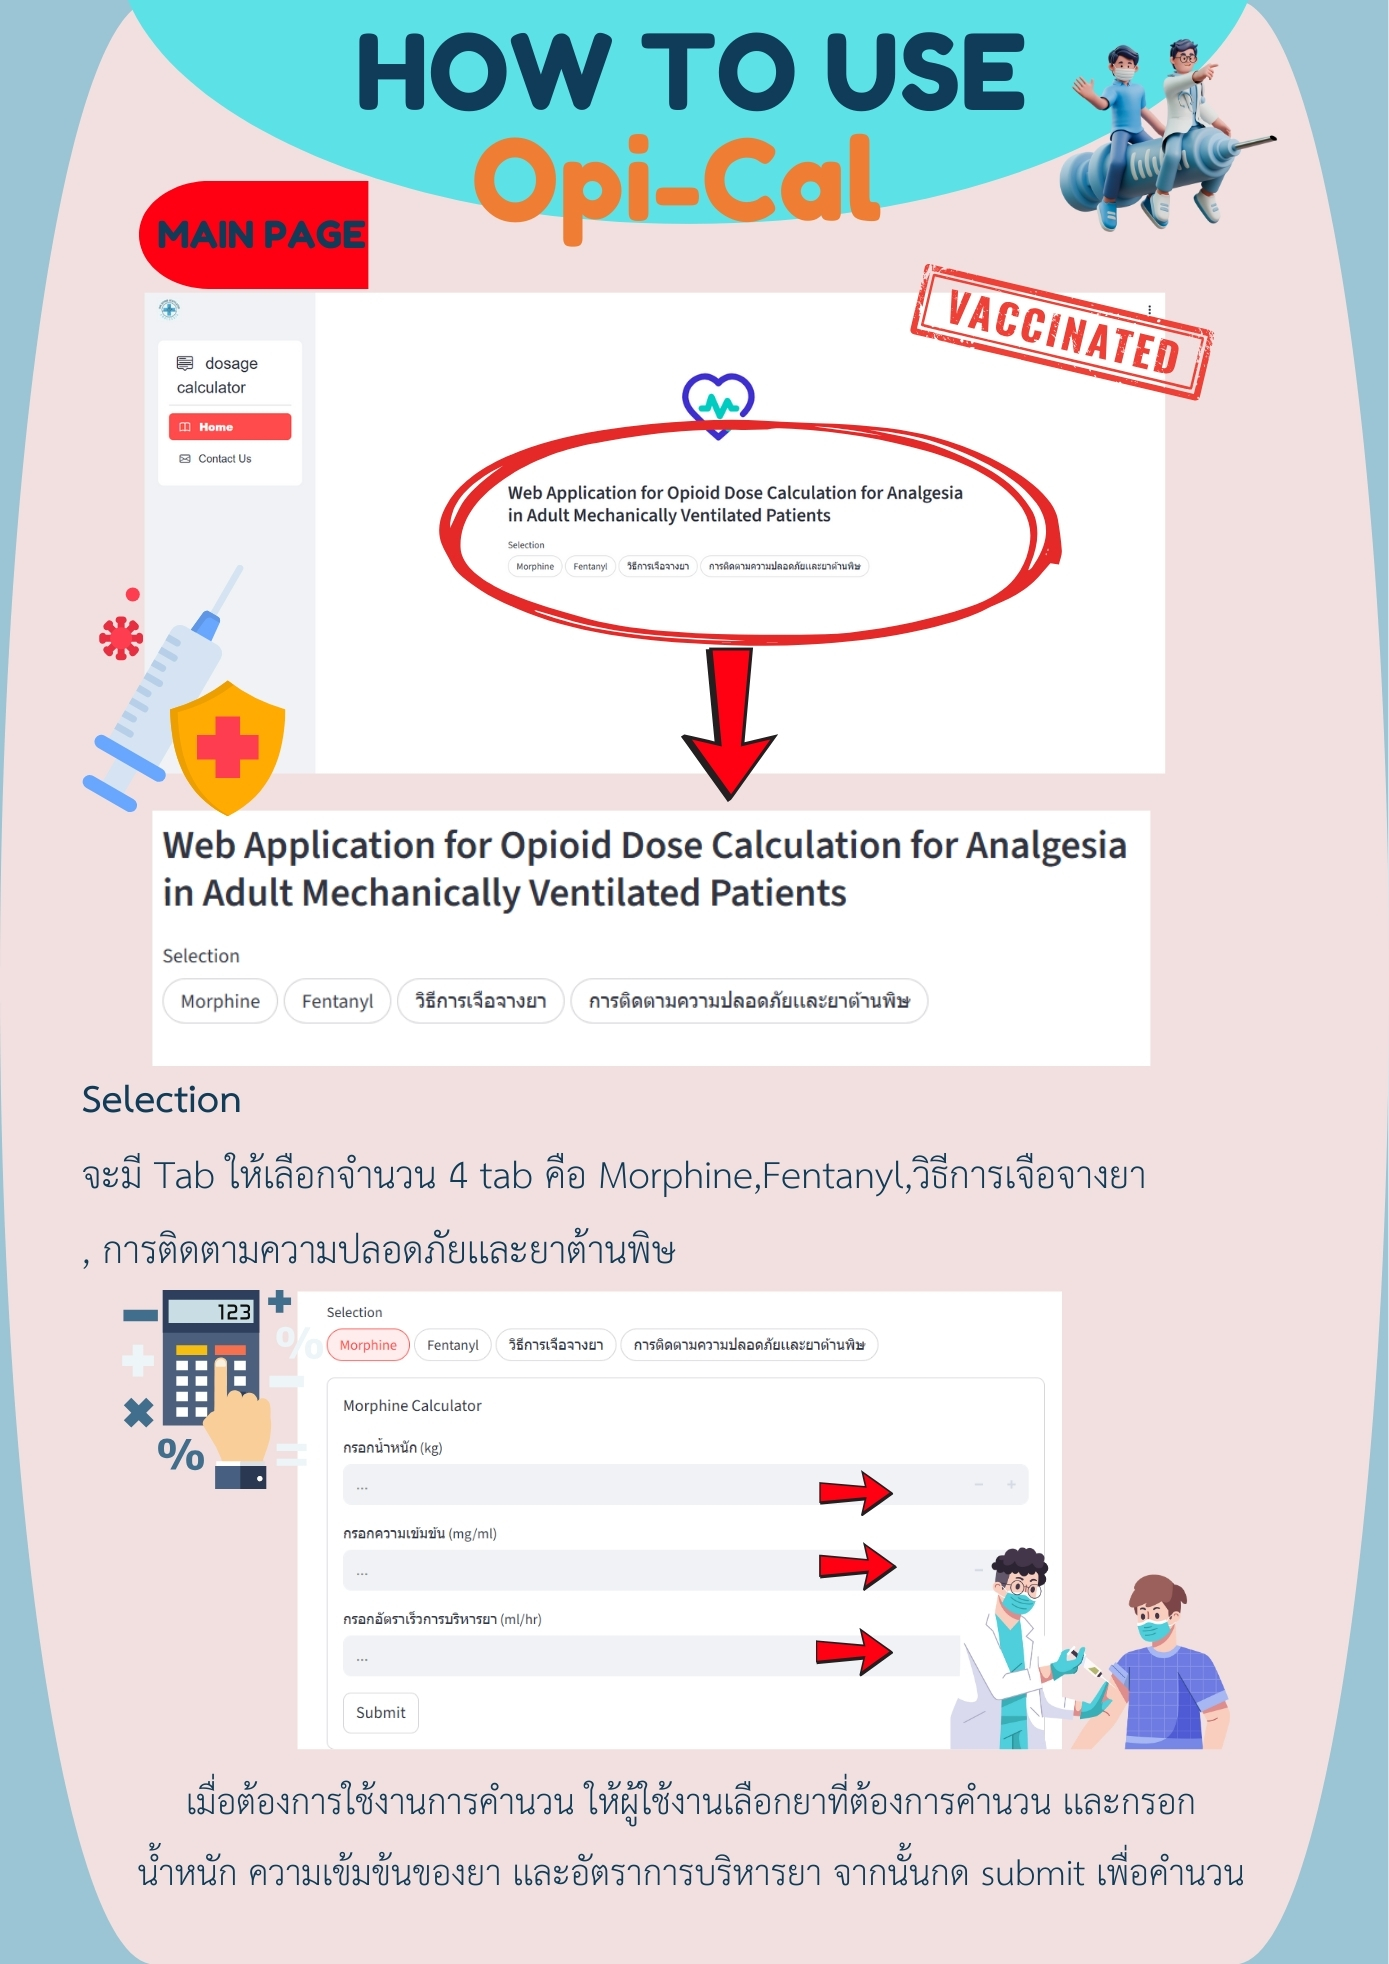 HOW TO USE
Opi-Cal
MAIN PAGE
VACCINATED
dosage
calculator
Home
Contact Us
Web Application for Opioid Dose Calculation for Analgesia
in Adult Mechanically Ventilated Patients
Selection
Morphine Fentanyl วิธีการเจือจางยา การติดตามความปลอดภัยและยาต้านพิษ
Web Application for Opioid Dose Calculation for Analgesia
in Adult Mechanically Ventilated Patients
Selection
Morphine Fentanyl วิธีการเจือจางยา การติดตามความปลอดภัยและยาต้านพิษ
Selection
จะมี Tab ให้เลือกจำนวน 4 tab คือ Morphine,Fentanyl,วิธีการเจือจางยา
, การติดตามความปลอดภัยและยาต้านพิษ
123
Selection
Morphine Fentanyl วิธีการเจือจางยา การติดตามความปลอดภัยและยาต้านพิษ
Morphine Calculator
กรอกน้ำหนัก (kg)
...
กรอกความเข้มข้น (mg/ml)
...
กรอกอัตราเร็วการบริหารยา (ml/hr)
...
Submit
เมื่อต้องการใช้งานการคำนวน ให้ผู้ใช้งานเลือกยาที่ต้องการคำนวน และกรอก
น้ำหนัก ความเข้มข้นของยา และอัตราการบริหารยา จากนั้นกด submit เพื่อคำนวน